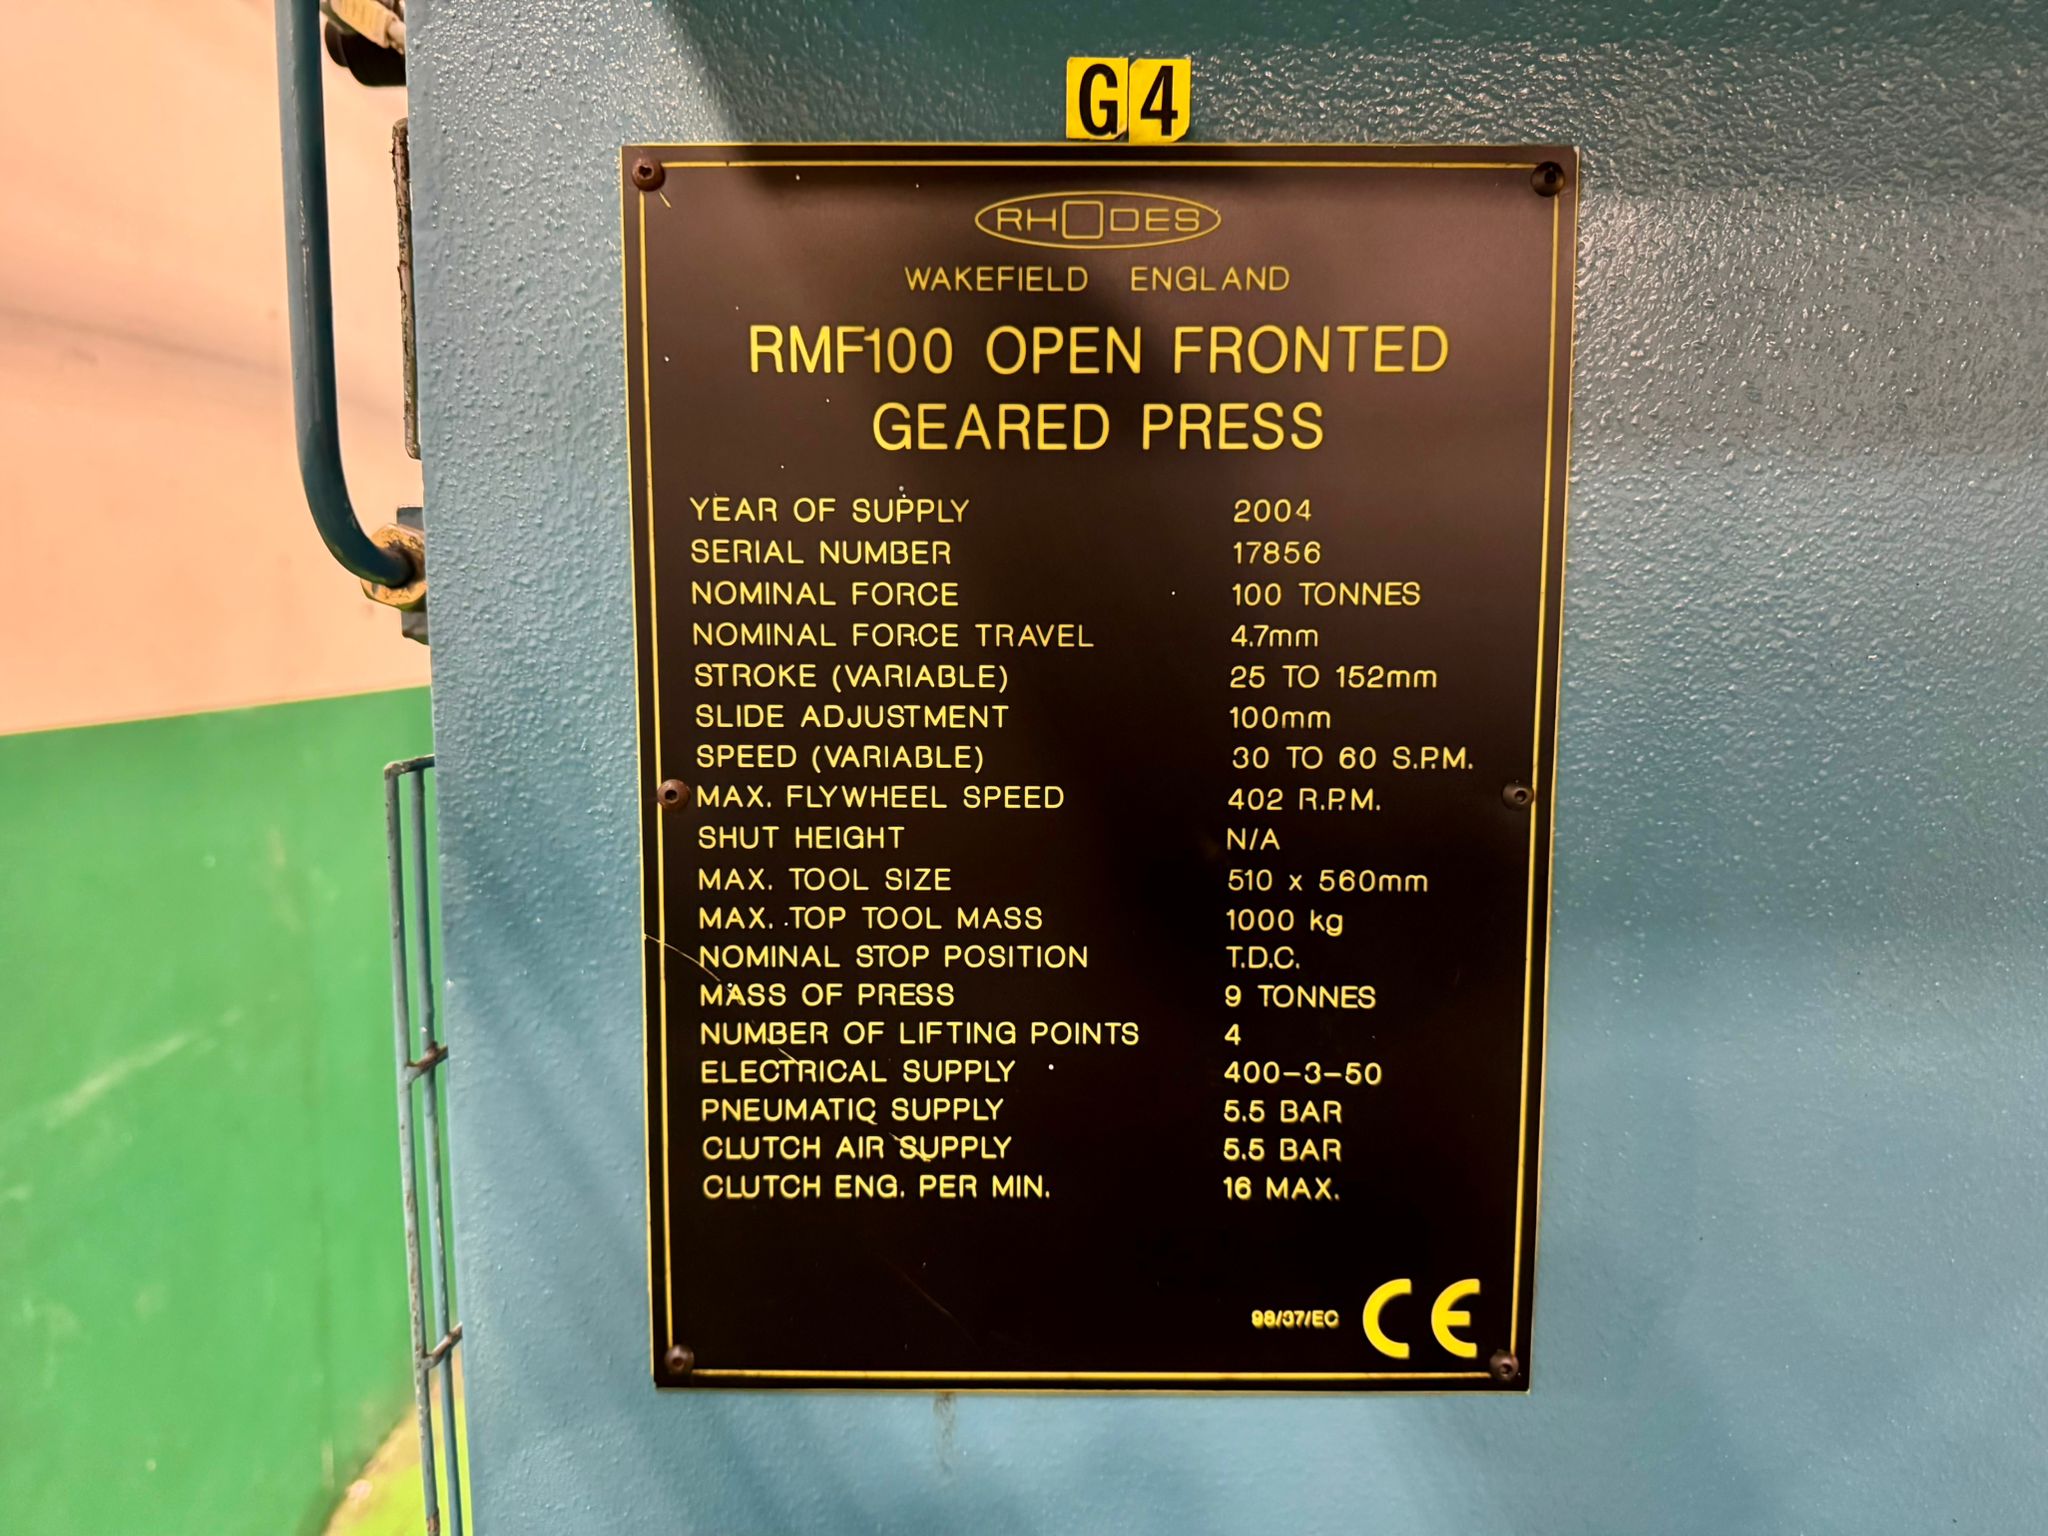 G4
RHODES
WAKEFIELD ENGLAND
RMF100 OPEN FRONTED
GEARED PRESS
YEAR OF SUPPLY 2004
SERIAL NUMBER 17856
NOMINAL FORCE 100 TONNES
NOMINAL FORCE TRAVEL 4.7mm
STROKE (VARIABLE) 25 TO 152mm
SLIDE ADJUSTMENT 100mm
SPEED (VARIABLE) 30 TO 60 S.P.M.
MAX. FLYWHEEL SPEED 402 R.P.M.
SHUT HEIGHT N/A
MAX. TOOL SIZE 510 x 560mm
MAX. TOP TOOL MASS 1000 kg
NOMINAL STOP POSITION T.D.C.
MASS OF PRESS 9 TONNES
NUMBER OF LIFTING POINTS 4
ELECTRICAL SUPPLY 400-3-50
PNEUMATIC SUPPLY 5.5 BAR
CLUTCH AIR SUPPLY 5.5 BAR
CLUTCH ENG. PER MIN. 16 MAX.
98/37/EC CE